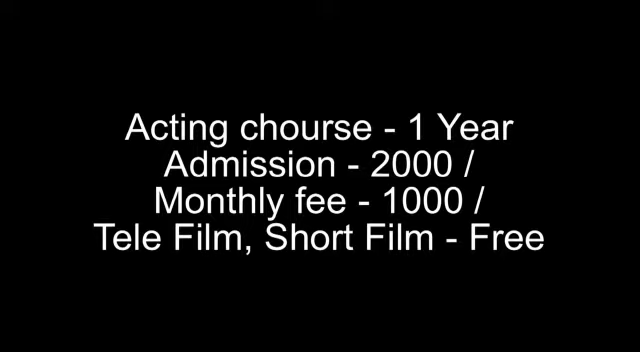 Acting chourse - 1 Year
Admission - 2000 /
Monthly fee - 1000 /
Tele Film, Short Film - Free